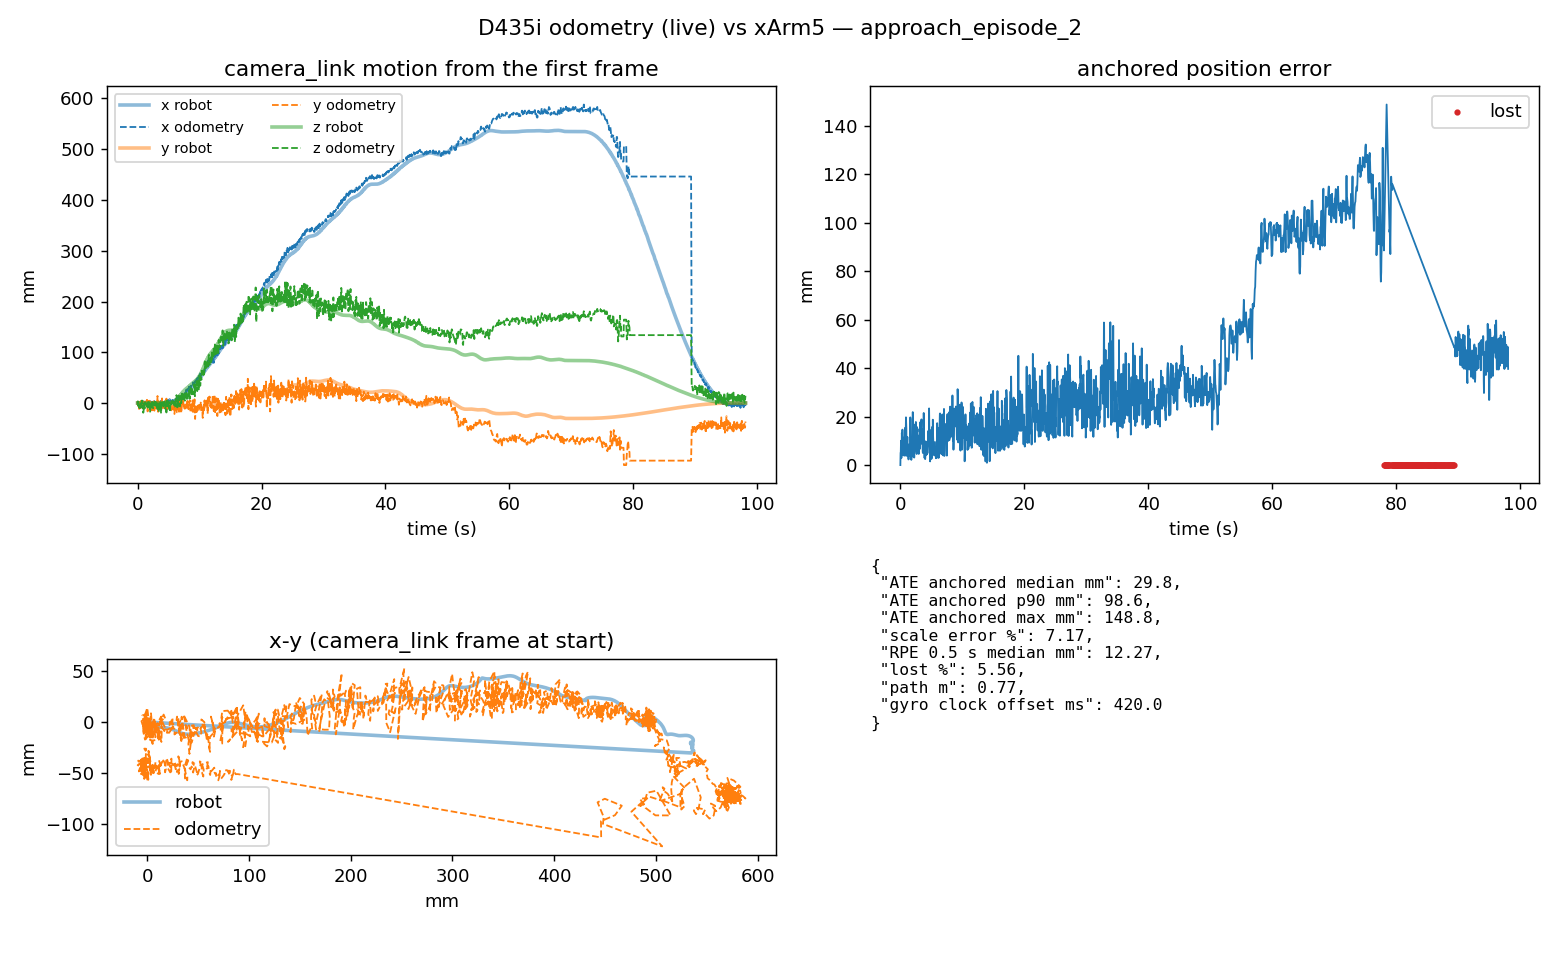 D435i odometry (live) vs xArm5 — approach_episode_2
camera_link motion from the first frame
x robot
x odometry
y robot
y odometry
z robot
z odometry
600
500
400
300
200
100
0
−100
mm
0 20 40 60 80 100
time (s)
anchored position error
lost
140
120
100
80
60
40
20
0
mm
0 20 40 60 80 100
time (s)
x-y (camera_link frame at start)
50
0
−50
−100
mm
robot
odometry
0 100 200 300 400 500 600
mm
{
"ATE anchored median mm": 29.8,
"ATE anchored p90 mm": 98.6,
"ATE anchored max mm": 148.8,
"scale error %": 7.17,
"RPE 0.5 s median mm": 12.27,
"lost %": 5.56,
"path m": 0.77,
"gyro clock offset ms": 420.0
}